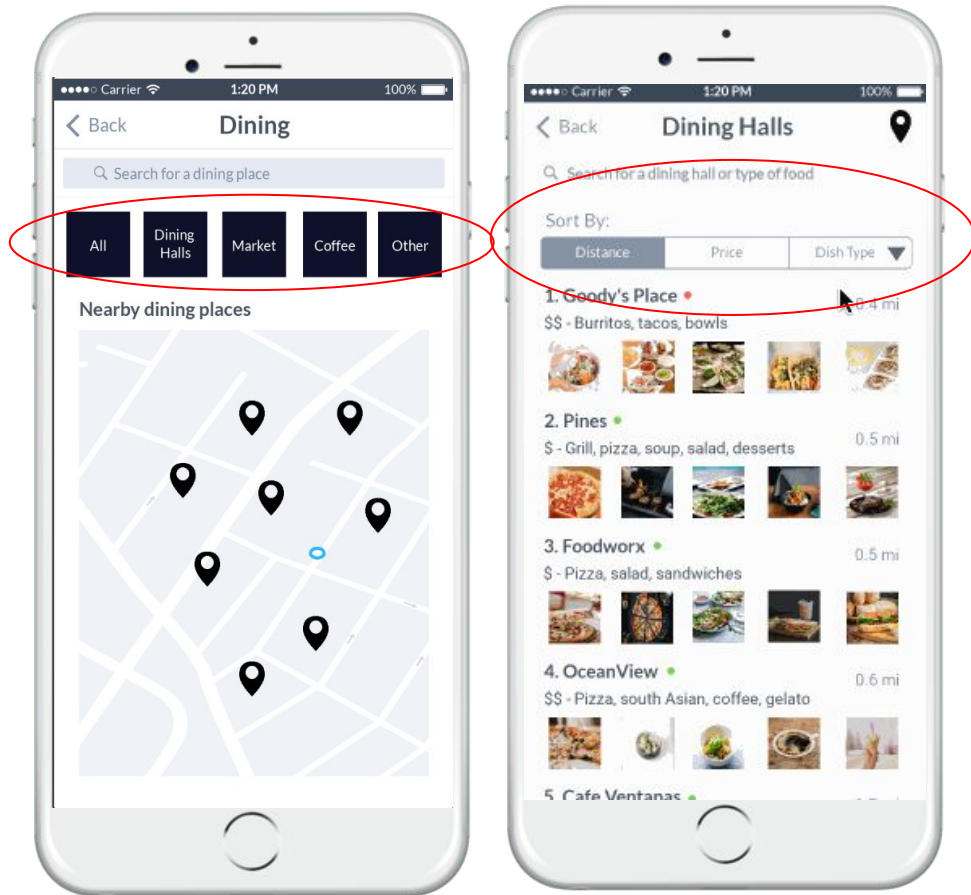 Carrier 1:20 PM 100%
Back Dining
Search for a dining place
All
Dining
Halls
Market
Coffee
Other
Nearby dining places
Carrier 1:20 PM 100%
Back Dining Halls
Search for a dining hall or type of food
Sort By:
Distance Price Dish Type
1. Goody's Place
0.4 mi
$$ - Burritos, tacos, bowls
2. Pines
0.5 mi
$ - Grill, pizza, soup, salad, desserts
3. Foodworx
0.5 mi
$ - Pizza, salad, sandwiches
4. OceanView
0.6 mi
$$ - Pizza, south Asian, coffee, gelato
5. Cafe Ventanas